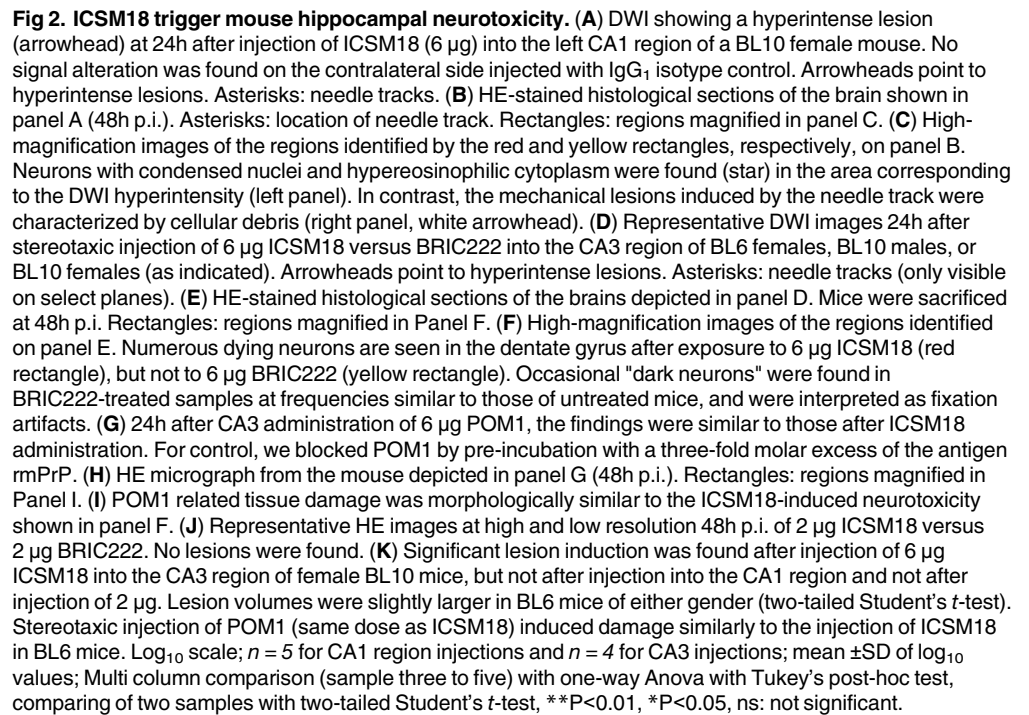 Fig 2. ICSM18 trigger mouse hippocampal neurotoxicity. (A) DWI showing a hyperintense lesion
(arrowhead) at 24h after injection of ICSM18 (6 μg) into the left CA1 region of a BL10 female mouse. No
signal alteration was found on the contralateral side injected with IgG₁ isotype control. Arrowheads point to
hyperintense lesions. Asterisks: needle tracks. (B) HE-stained histological sections of the brain shown in
panel A (48h p.i.). Asterisks: location of needle track. Rectangles: regions magnified in panel C. (C) High-
magnification images of the regions identified by the red and yellow rectangles, respectively, on panel B.
Neurons with condensed nuclei and hypereosinophilic cytoplasm were found (star) in the area corresponding
to the DWI hyperintensity (left panel). In contrast, the mechanical lesions induced by the needle track were
characterized by cellular debris (right panel, white arrowhead). (D) Representative DWI images 24h after
stereotaxic injection of 6 μg ICSM18 versus BRIC222 into the CA3 region of BL6 females, BL10 males, or
BL10 females (as indicated). Arrowheads point to hyperintense lesions. Asterisks: needle tracks (only visible
on select planes). (E) HE-stained histological sections of the brains depicted in panel D. Mice were sacrificed
at 48h p.i. Rectangles: regions magnified in Panel F. (F) High-magnification images of the regions identified
on panel E. Numerous dying neurons are seen in the dentate gyrus after exposure to 6 μg ICSM18 (red
rectangle), but not to 6 μg BRIC222 (yellow rectangle). Occasional "dark neurons" were found in
BRIC222-treated samples at frequencies similar to those of untreated mice, and were interpreted as fixation
artifacts. (G) 24h after CA3 administration of 6 μg POM1, the findings were similar to those after ICSM18
administration. For control, we blocked POM1 by pre-incubation with a three-fold molar excess of the antigen
rmPrP. (H) HE micrograph from the mouse depicted in panel G (48h p.i.). Rectangles: regions magnified in
Panel I. (I) POM1 related tissue damage was morphologically similar to the ICSM18-induced neurotoxicity
shown in panel F. (J) Representative HE images at high and low resolution 48h p.i. of 2 μg ICSM18 versus
2 μg BRIC222. No lesions were found. (K) Significant lesion induction was found after injection of 6 μg
ICSM18 into the CA3 region of female BL10 mice, but not after injection into the CA1 region and not after
injection of 2 μg. Lesion volumes were slightly larger in BL6 mice of either gender (two-tailed Student's t-test).
Stereotaxic injection of POM1 (same dose as ICSM18) induced damage similarly to the injection of ICSM18
in BL6 mice. Log₁₀ scale; n = 5 for CA1 region injections and n = 4 for CA3 injections; mean ±SD of log₁₀
values; Multi column comparison (sample three to five) with one-way Anova with Tukey's post-hoc test,
comparing of two samples with two-tailed Student's t-test, **P<0.01, *P<0.05, ns: not significant.